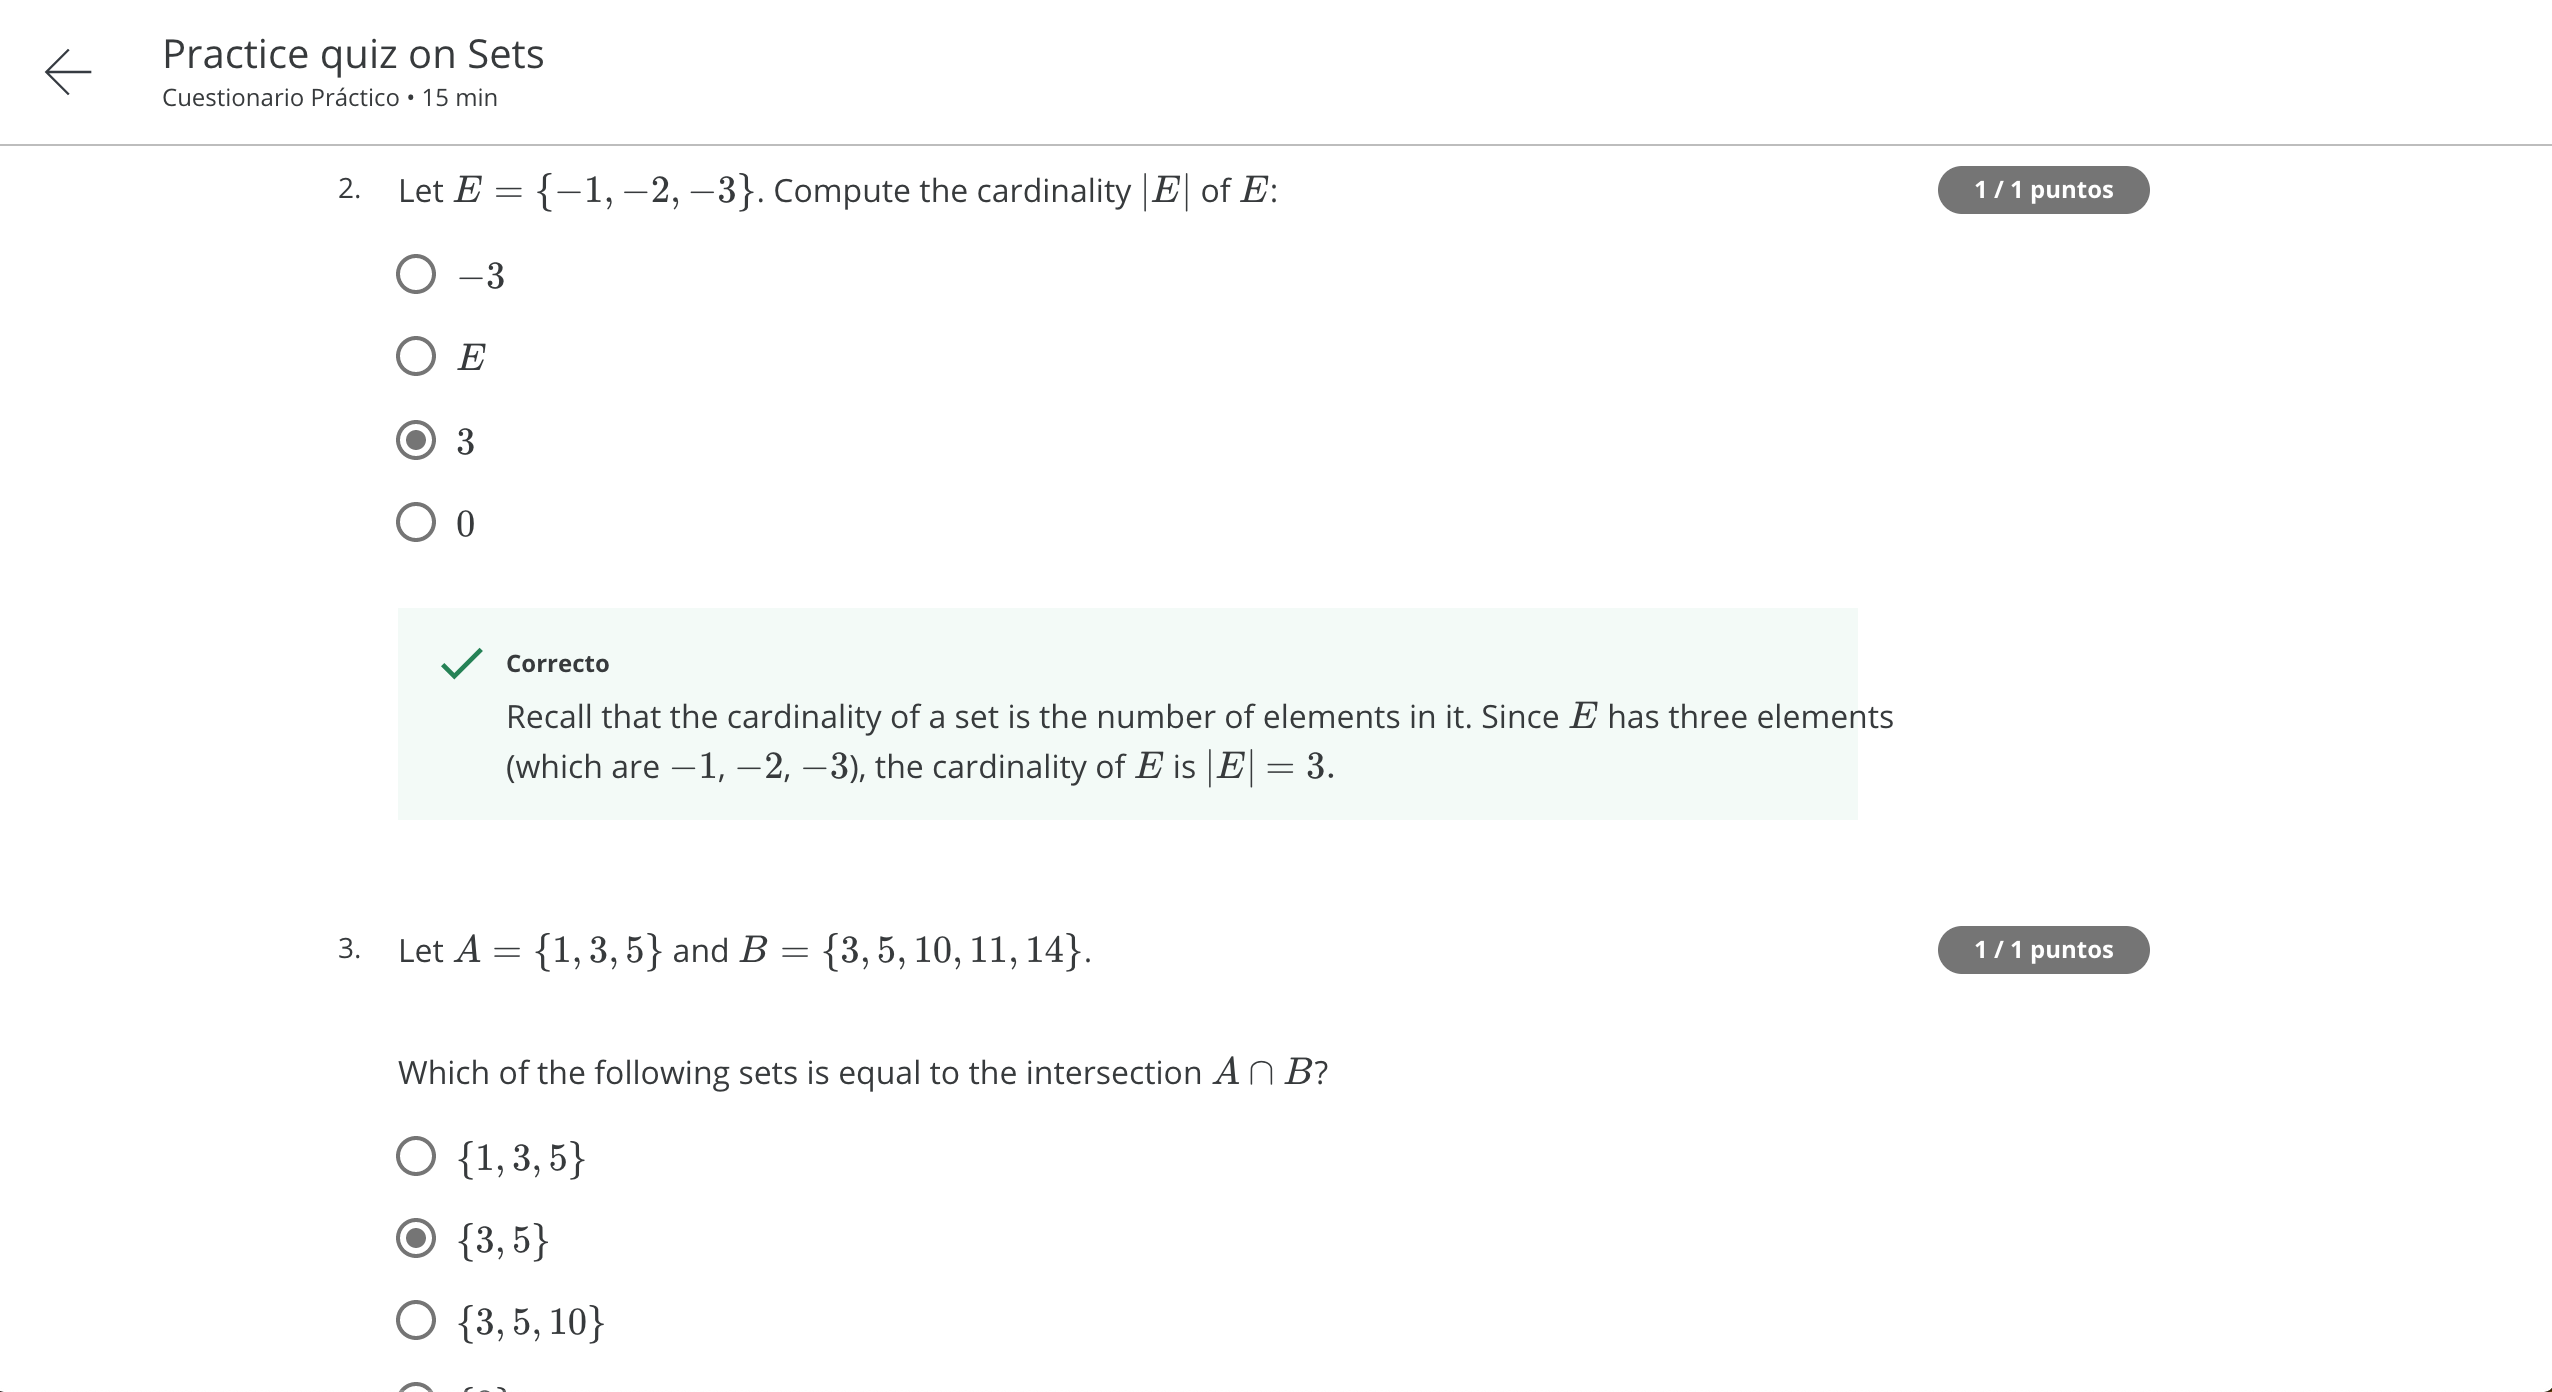 Practice quiz on Sets
Cuestionario Práctico • 15 min
2. Let E = {−1, −2, −3}. Compute the cardinality |E| of E:
1 / 1 puntos
−3
E
3
0
Correcto
Recall that the cardinality of a set is the number of elements in it. Since E has three elements
(which are −1, −2, −3), the cardinality of E is |E| = 3.
3. Let A = {1, 3, 5} and B = {3, 5, 10, 11, 14}.
1 / 1 puntos
Which of the following sets is equal to the intersection A ∩ B?
{1, 3, 5}
{3, 5}
{3, 5, 10}